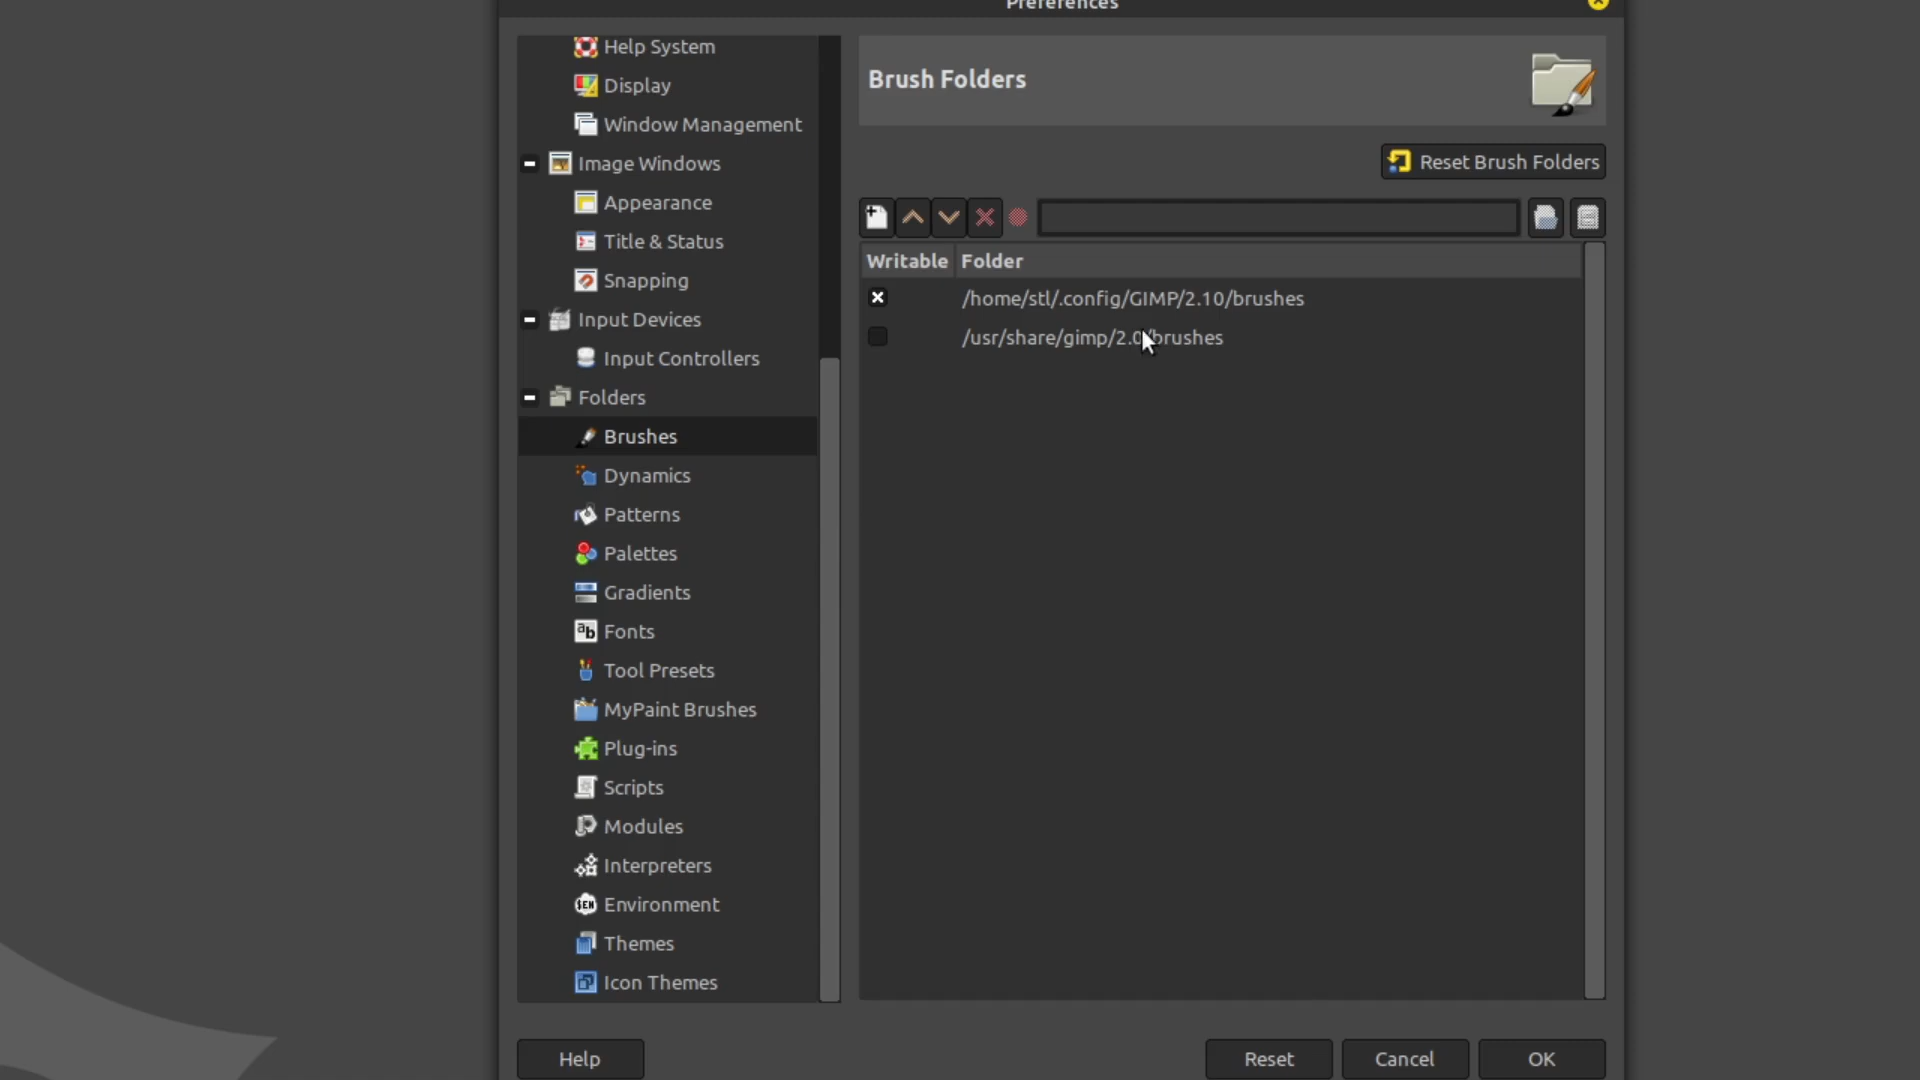 Preferences
Help System
Display
Window Management
Image Windows
Appearance
Title & Status
Snapping
Input Devices
Input Controllers
Folders
Brushes
Dynamics
Patterns
Palettes
Gradients
Fonts
Tool Presets
MyPaint Brushes
Plug-ins
Scripts
Modules
Interpreters
Environment
Themes
Icon Themes
Brush Folders
Reset Brush Folders
Writable Folder
/home/stl/.config/GIMP/2.10/brushes
/usr/share/gimp/2.0/brushes
Help
Reset
Cancel
OK